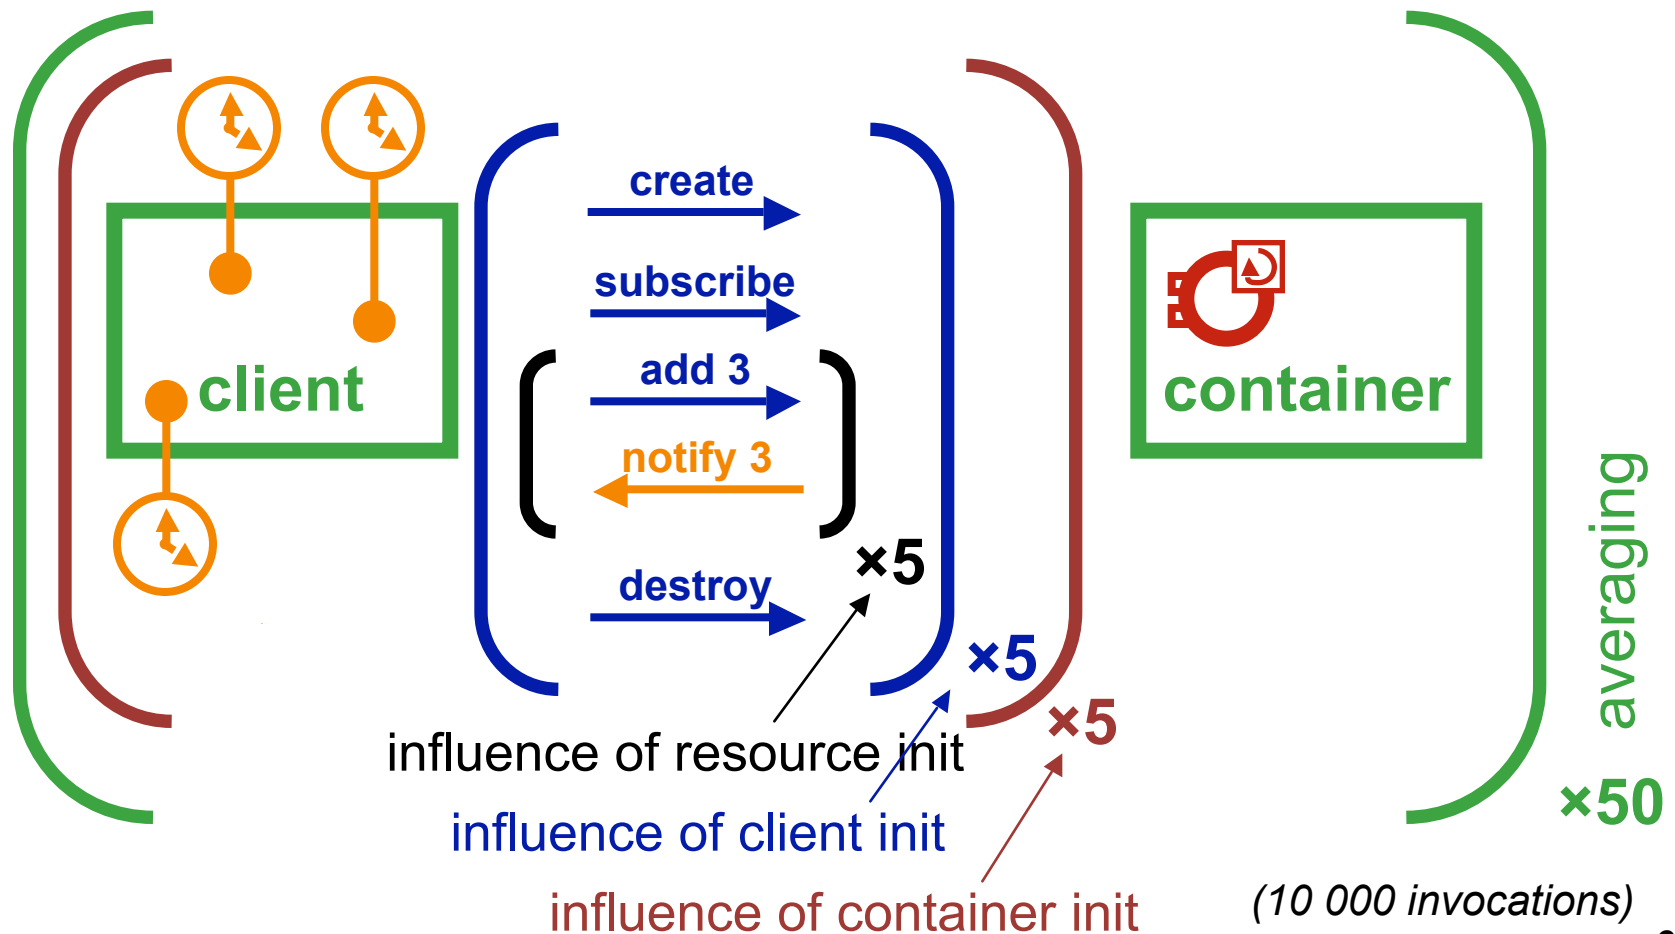 create
subscribe
add 3
notify 3
×5
destroy
×5
×5
client
container
averaging
×50
influence of resource init
influence of client init
influence of container init
(10 000 invocations)